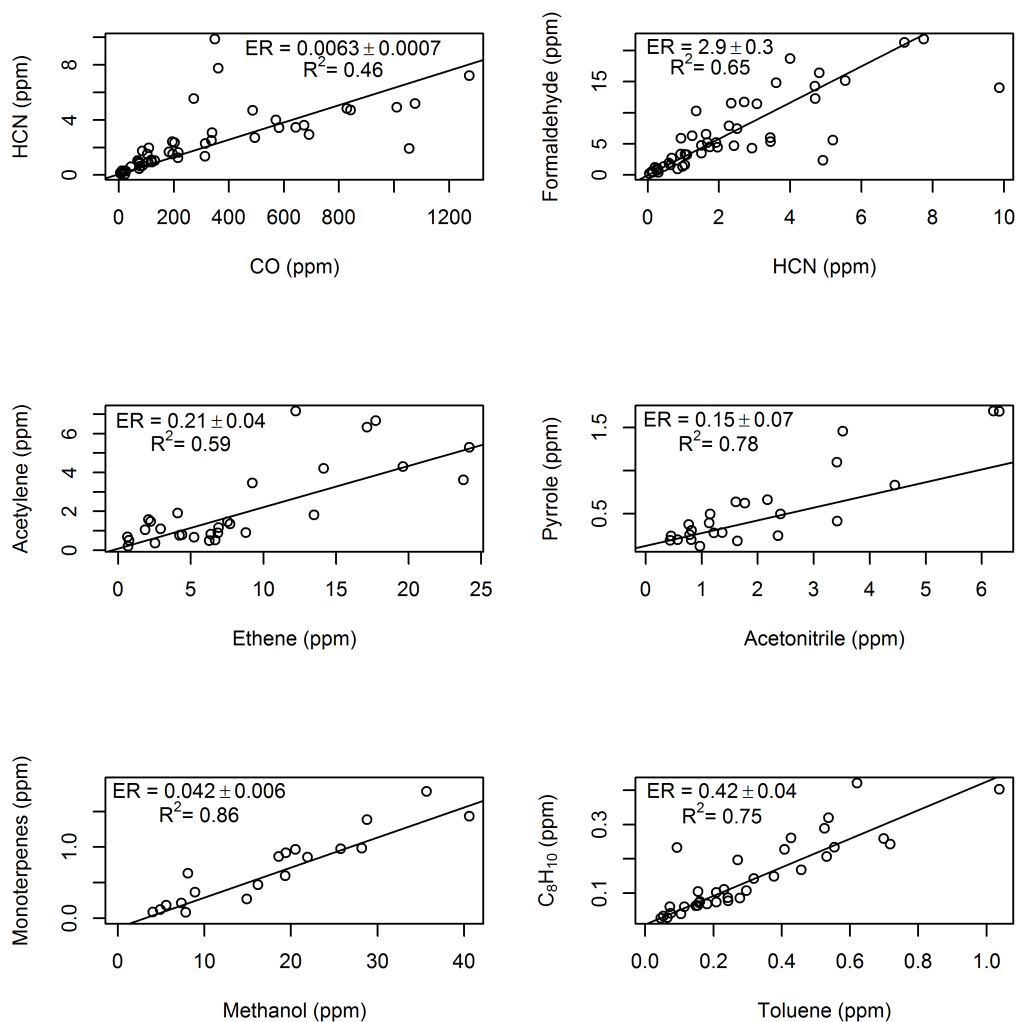 HCN (ppm)
0 4 8
ER = 0.0063 ± 0.0007
R²= 0.46
0 200 400 600 800 1200
CO (ppm)
Formaldehyde (ppm)
0 5 15
ER = 2.9 ± 0.3
R²= 0.65
0 2 4 6 8 10
HCN (ppm)
Acetylene (ppm)
0 2 4 6
ER = 0.21 ± 0.04
R²= 0.59
0 5 10 15 20 25
Ethene (ppm)
Pyrrole (ppm)
0.5 1.5
ER = 0.15 ± 0.07
R²= 0.78
0 1 2 3 4 5 6
Acetonitrile (ppm)
Monoterpenes (ppm)
0.0 1.0
ER = 0.042 ± 0.006
R²= 0.86
0 10 20 30 40
Methanol (ppm)
C₈H₁₀ (ppm)
0.1 0.3
ER = 0.42 ± 0.04
R²= 0.75
0.0 0.2 0.4 0.6 0.8 1.0
Toluene (ppm)